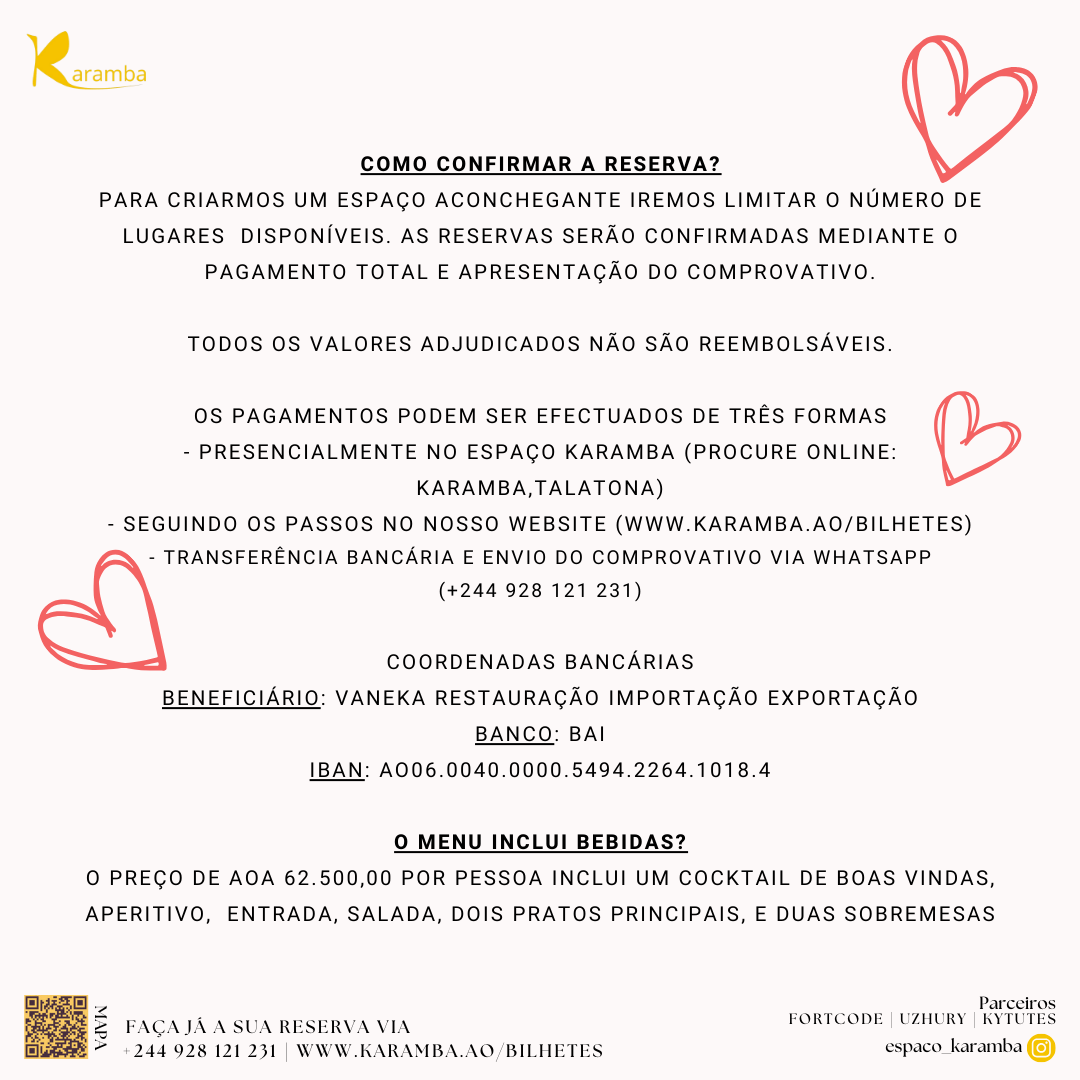 Karamba
COMO CONFIRMAR A RESERVA?
PARA CRIARMOS UM ESPAÇO ACONCHEGANTE IREMOS LIMITAR O NÚMERO DE
LUGARES DISPONÍVEIS. AS RESERVAS SERÃO CONFIRMADAS MEDIANTE O
PAGAMENTO TOTAL E APRESENTAÇÃO DO COMPROVATIVO.
TODOS OS VALORES ADJUDICADOS NÃO SÃO REEMBOLSÁVEIS.
OS PAGAMENTOS PODEM SER EFECTUADOS DE TRÊS FORMAS
- PRESENCIALMENTE NO ESPAÇO KARAMBA (PROCURE ONLINE:
KARAMBA,TALATONA)
- SEGUINDO OS PASSOS NO NOSSO WEBSITE (WWW.KARAMBA.AO/BILHETES)
- TRANSFERÊNCIA BANCÁRIA E ENVIO DO COMPROVATIVO VIA WHATSAPP
(+244 928 121 231)
COORDENADAS BANCÁRIAS
BENEFICIÁRIO: VANEKA RESTAURAÇÃO IMPORTAÇÃO EXPORTAÇÃO
BANCO: BAI
IBAN: AO06.0040.0000.5494.2264.1018.4
O MENU INCLUI BEBIDAS?
O PREÇO DE AOA 62.500,00 POR PESSOA INCLUI UM COCKTAIL DE BOAS VINDAS,
APERITIVO, ENTRADA, SALADA, DOIS PRATOS PRINCIPAIS, E DUAS SOBREMESAS
MAPA
FAÇA JÁ A SUA RESERVA VIA
+244 928 121 231 | WWW.KARAMBA.AO/BILHETES
Parceiros
FORTCODE | UZHURY | KYTUTES
espaco_karamba